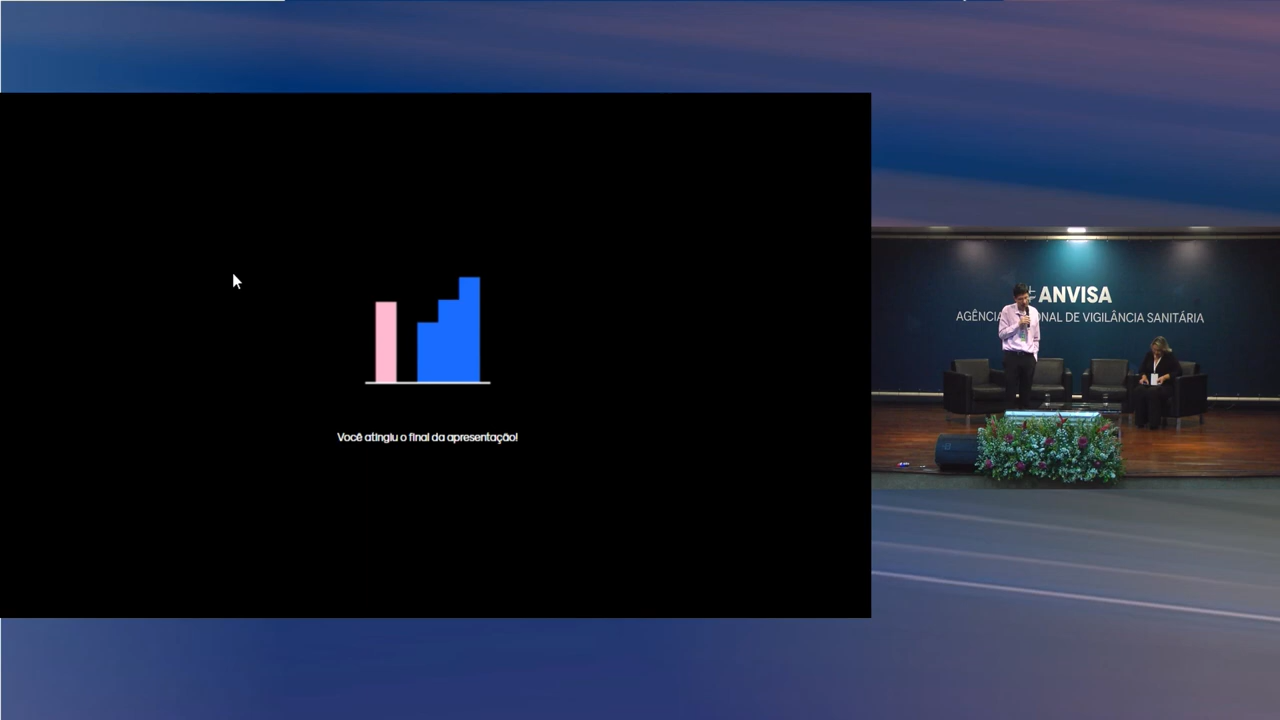 Você atingiu o final da apresentação!
ANVISA
AGÊNCIA NACIONAL DE VIGILÂNCIA SANITÁRIA